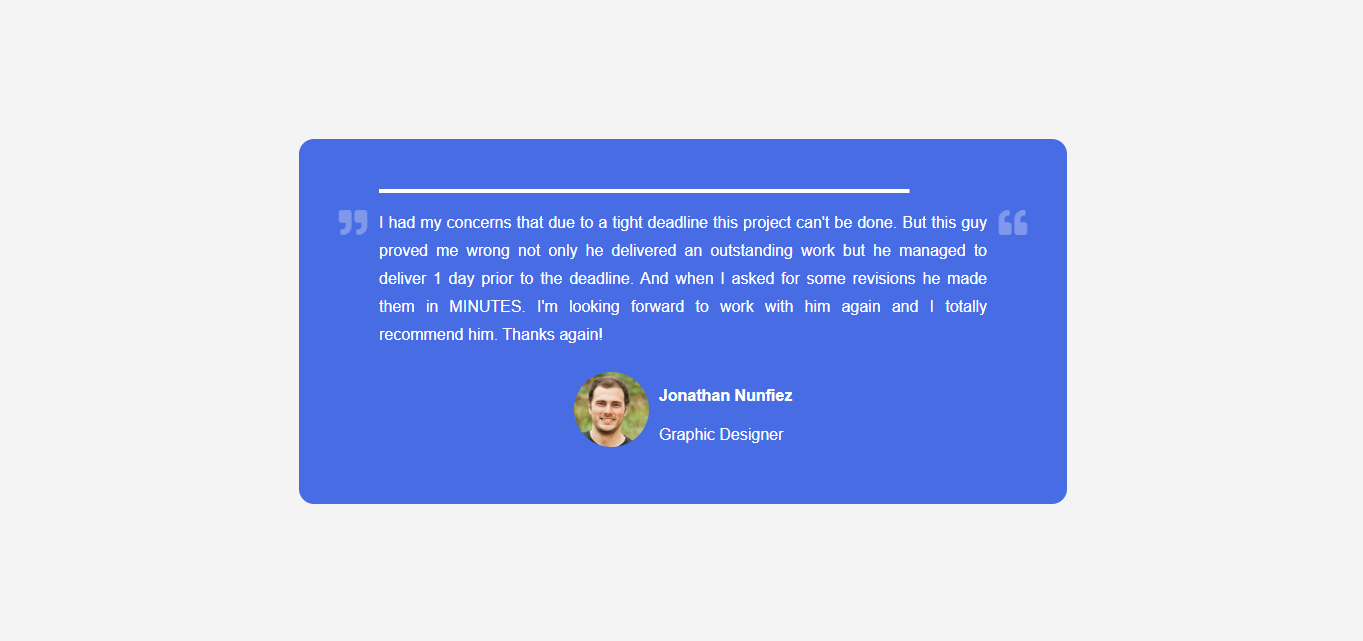 I had my concerns that due to a tight deadline this project can't be done. But this guy
proved me wrong not only he delivered an outstanding work but he managed to
deliver 1 day prior to the deadline. And when I asked for some revisions he made
them in MINUTES. I'm looking forward to work with him again and I totally
recommend him. Thanks again!
Jonathan Nunfiez
Graphic Designer